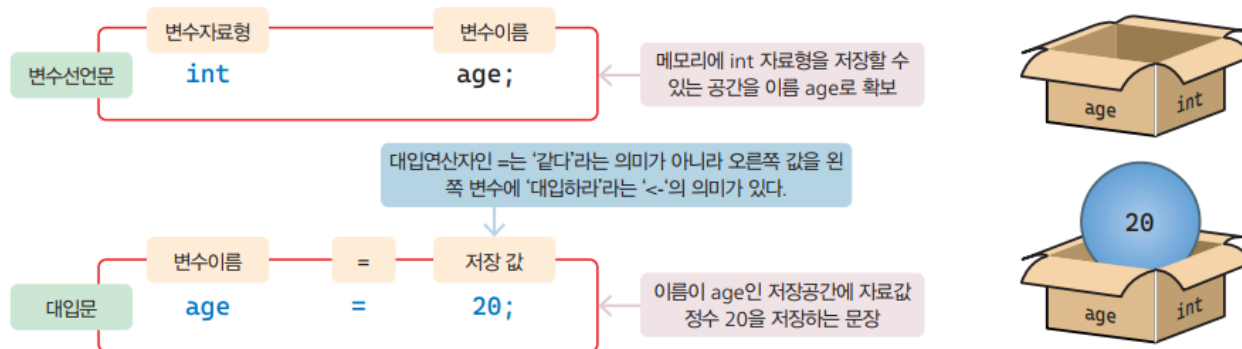 변수자료형 변수이름
변수선언문 int age;
메모리에 int 자료형을 저장할 수
있는 공간을 이름 age로 확보
age int
대입연산자인 =는 ‘같다’라는 의미가 아니라 오른쪽 값을 왼
쪽 변수에 ‘대입하라’라는 ‘<-‘의 의미가 있다.
변수이름 = 저장 값
대입문 age = 20;
이름이 age인 저장공간에 자료값
정수 20을 저장하는 문장
20
age int